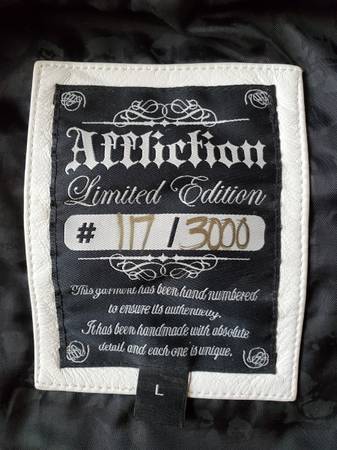 Affliction
Limited Edition
# 117 / 3000
This garment has been hand numbered
to ensure its authenticity.
It has been handmade with absolute
detail and each one is unique.
L